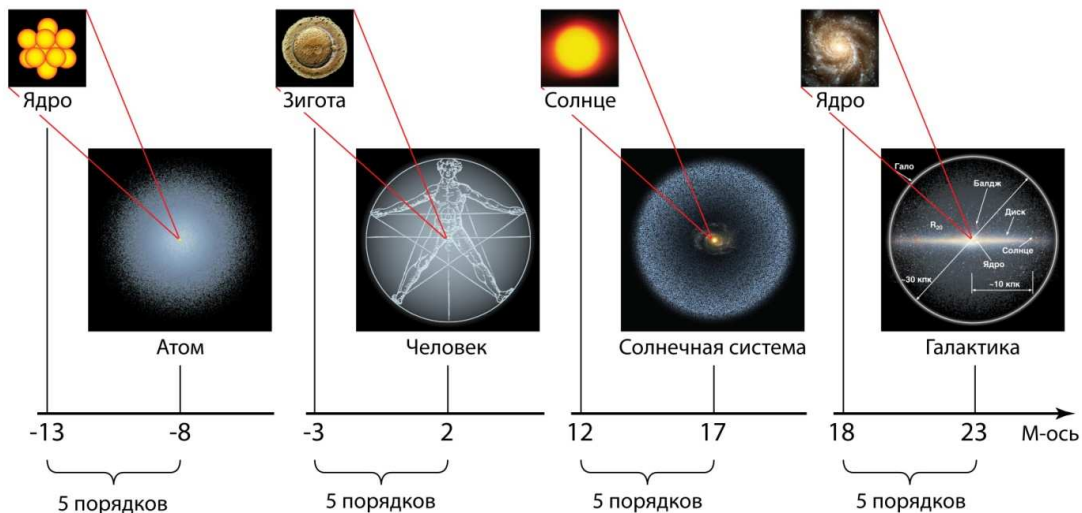 Ядро
Зигота
Солнце
Ядро
Гало
Балдж
Диск
R₂₉
Солнце
Ядро
~30 кпк
~10 кпк
Атом
Человек
Солнечная система
Галактика
-13 -8 -3 2 12 17 18 23 М-ось
5 порядков 5 порядков 5 порядков 5 порядков